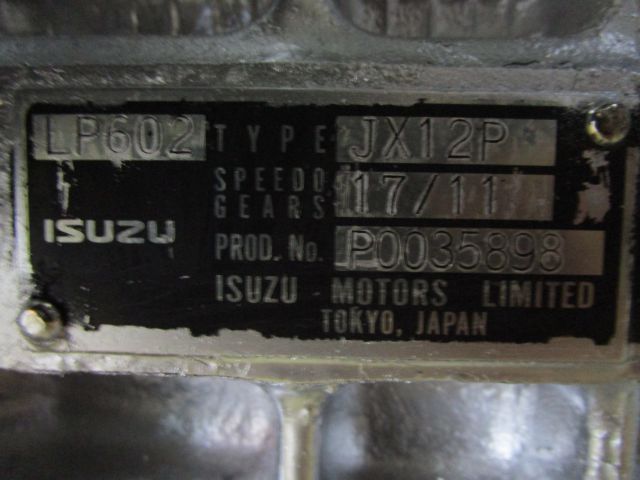 LP602 TYPE JX12P
SPEEDO GEARS 17/11
ISUZU PROD. No. P0035898
ISUZU MOTORS LIMITED
TOKYO, JAPAN